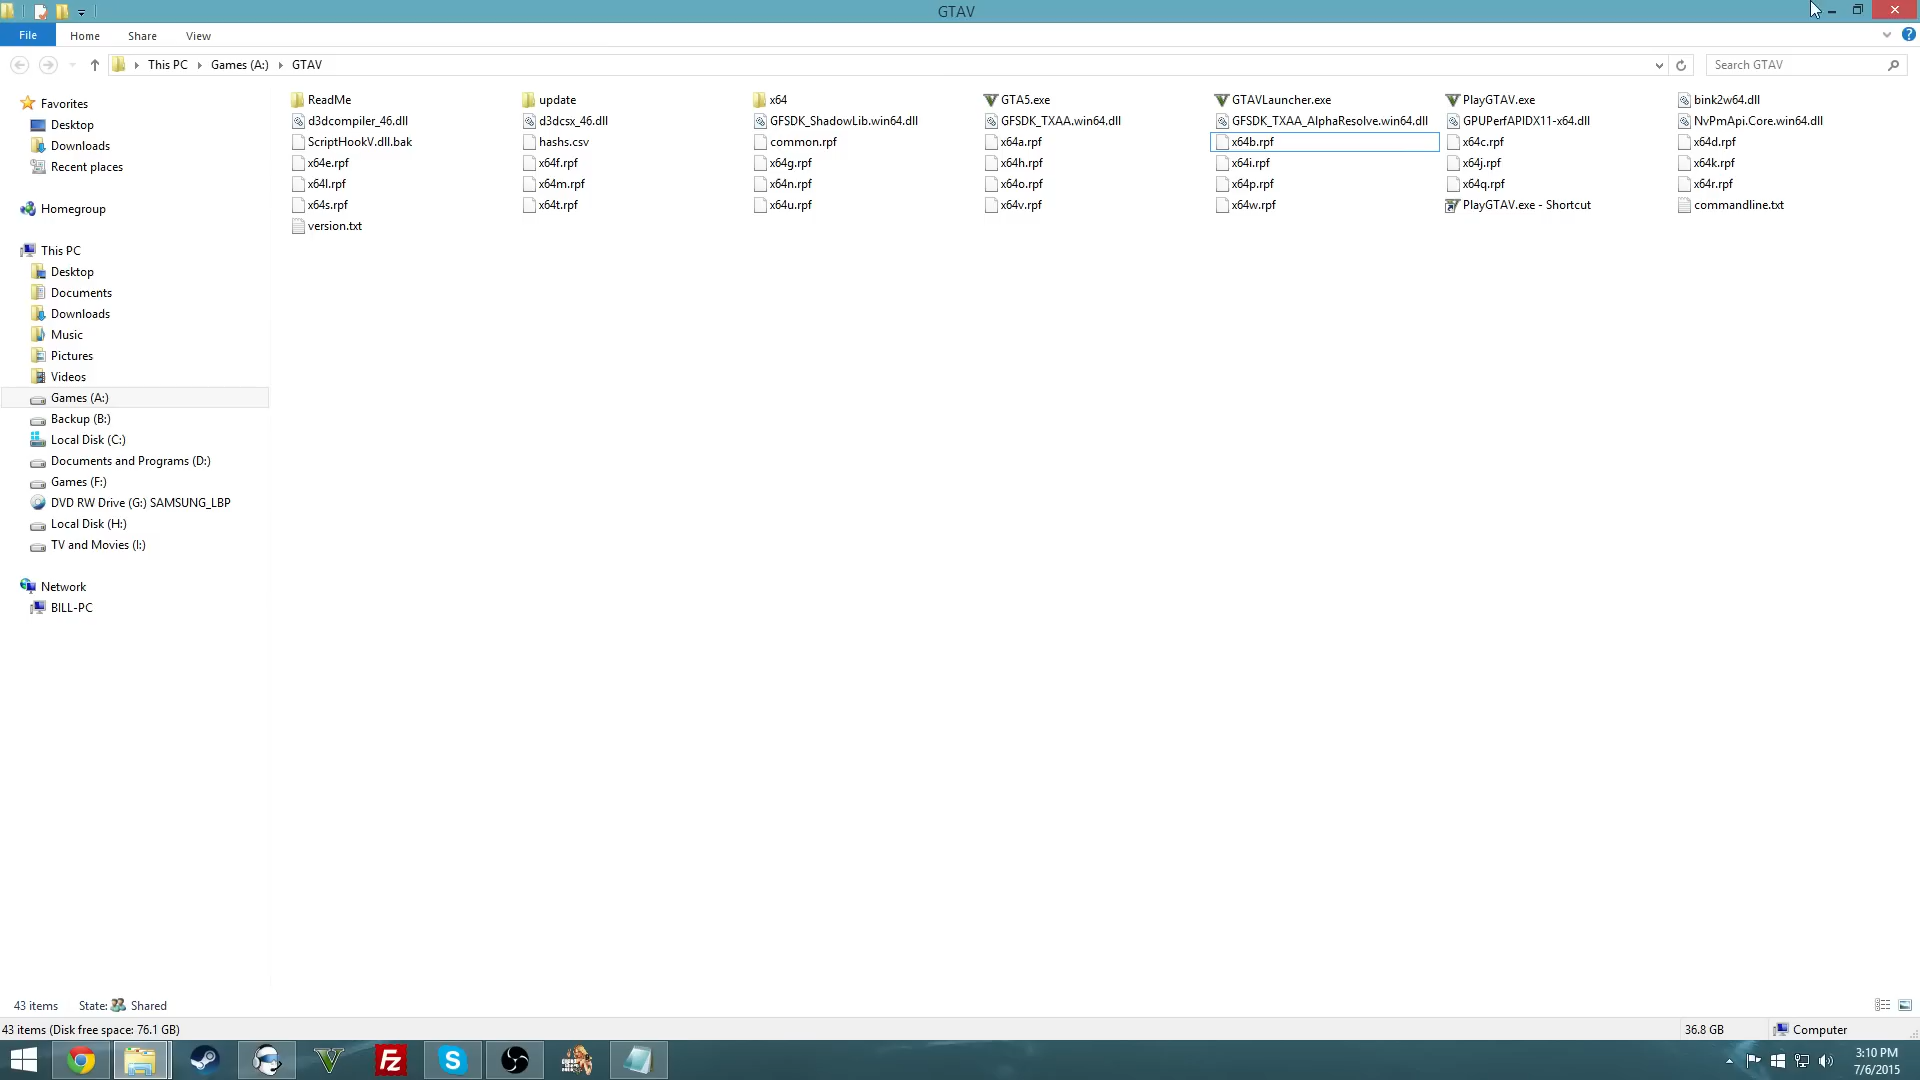 GTAV
File Home Share View
This PC Games (A:) GTAV
Search GTAV
Favorites
Desktop
Downloads
Recent places
Homegroup
This PC
Desktop
Documents
Downloads
Music
Pictures
Videos
Games (A:)
Backup (B:)
Local Disk (C:)
Documents and Programs (D:)
Games (F:)
DVD RW Drive (G:) SAMSUNG_LBP
Local Disk (H:)
TV and Movies (I:)
Network
BILL-PC
ReadMe update x64 GTA5.exe GTAVLauncher.exe PlayGTAV.exe bink2w64.dll
d3dcompiler_46.dll d3dcsx_46.dll GFSDK_ShadowLib.win64.dll GFSDK_TXAA.win64.dll GFSDK_TXAA_AlphaResolve.win64.dll GPUPerfAPIDX11-x64.dll NvPmApi.Core.win64.dll
ScriptHookV.dll.bak hashs.csv common.rpf x64a.rpf x64b.rpf x64c.rpf x64d.rpf
x64e.rpf x64f.rpf x64g.rpf x64h.rpf x64i.rpf x64j.rpf x64k.rpf
x64l.rpf x64m.rpf x64n.rpf x64o.rpf x64p.rpf x64q.rpf x64r.rpf
x64s.rpf x64t.rpf x64u.rpf x64v.rpf x64w.rpf PlayGTAV.exe - Shortcut commandline.txt
version.txt
43 items State: Shared
43 items (Disk free space: 76.1 GB) 36.8 GB Computer
3:10 PM
7/6/2015